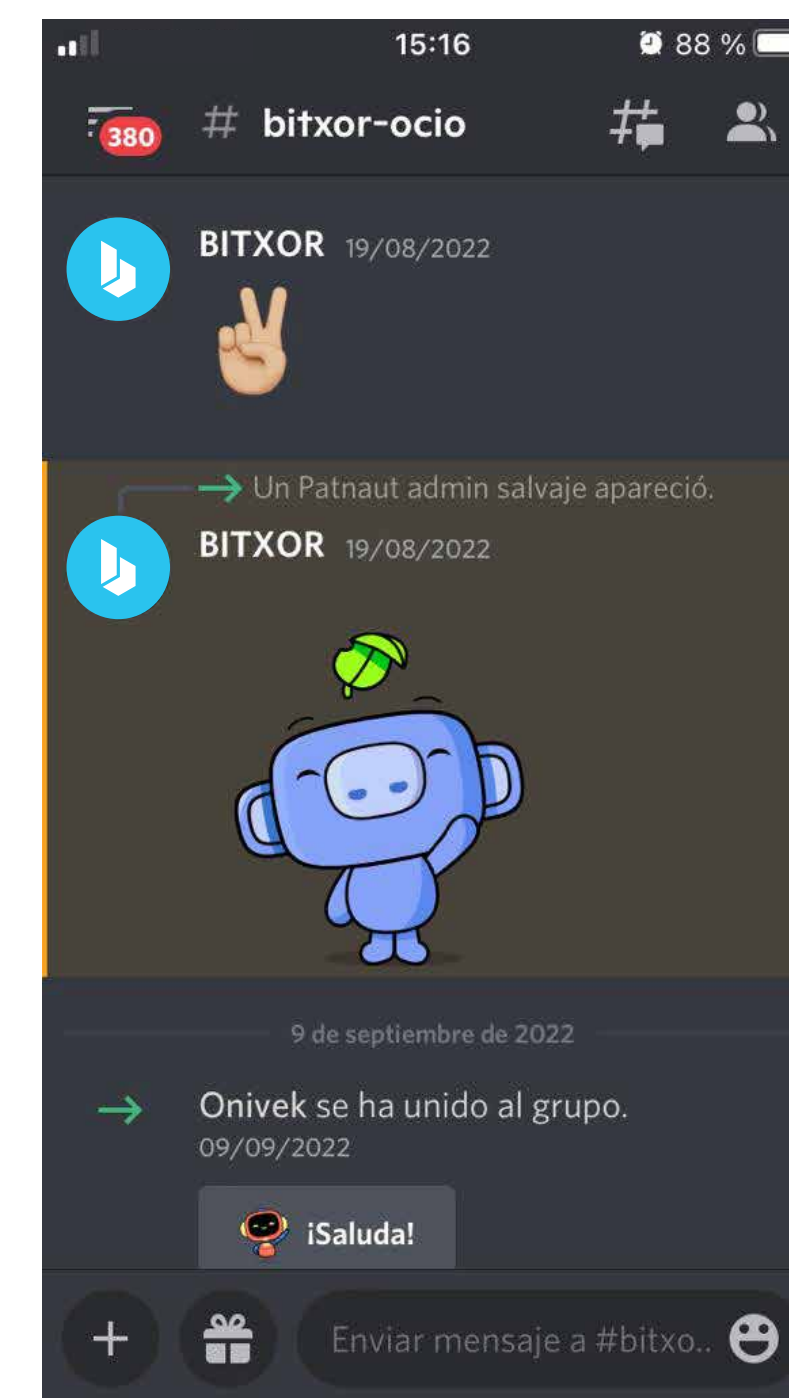 15:16
88 %
380
# bitxor-ocio
BITXOR 19/08/2022
Un Patnaut admin salvaje apareció.
BITXOR 19/08/2022
9 de septiembre de 2022
Onivek se ha unido al grupo.
09/09/2022
¡Saluda!
Enviar mensaje a #bitxo..